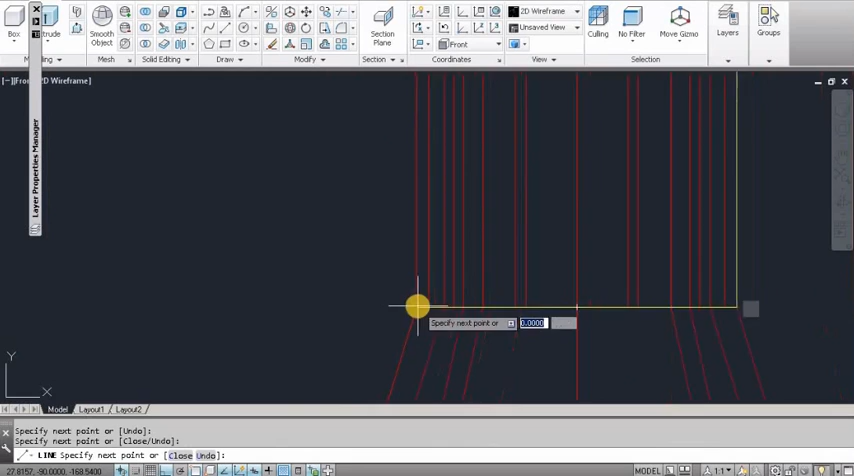 2D Wireframe
Unsaved View
Box
Extrude
Smooth
Object
Section
Plane
Front
Culling
No Filter
Move Gizmo
Layers
Groups
Mesh
Solid Editing
Draw
Modify
Section
Coordinates
View
Selection
2D Wireframe]
Layer Properties Manager
Specify next point or
0.0000
Y
X
Model Layout1 Layout2
Specify next point or [Undo]:
Specify next point or [Close/Undo]:
LINE Specify next point or [Close Undo]:
27.8157, -90.0000, -168.5400
MODEL
1:1